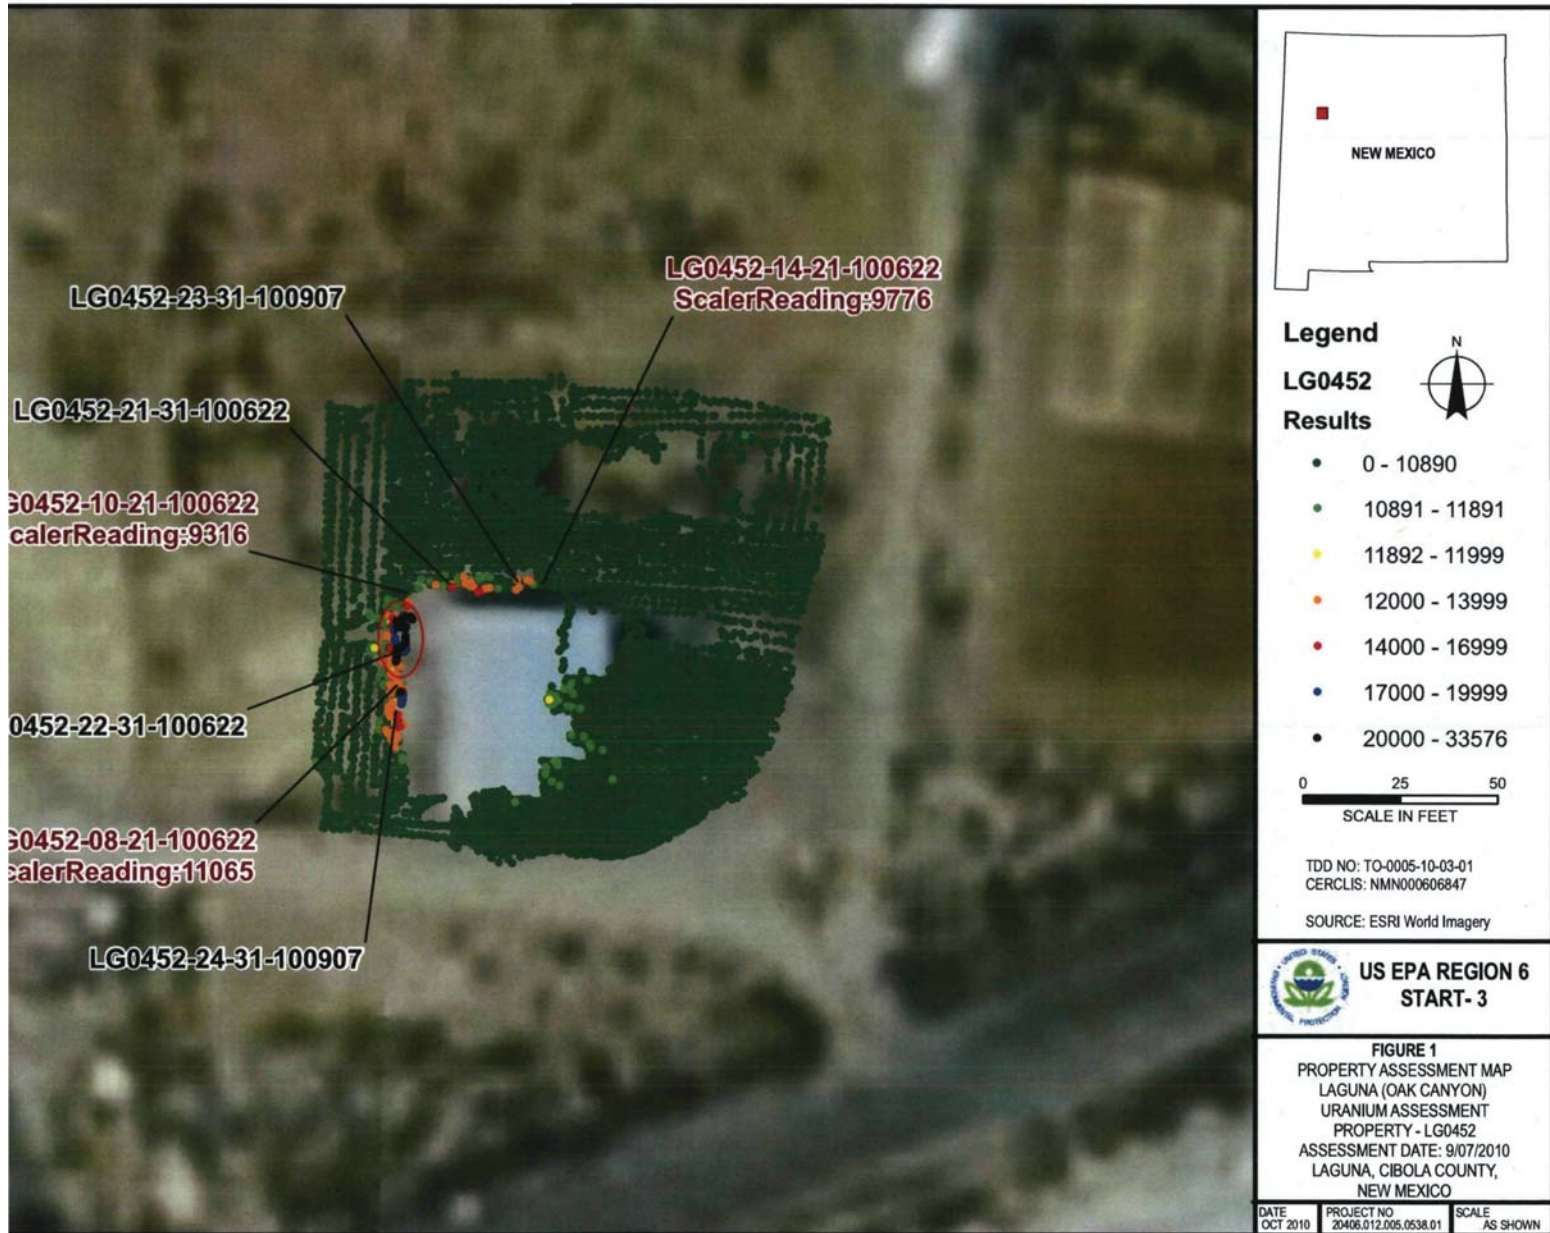 LG0452-14-21-100622
ScalerReading:9776
LG0452-23-31-100907
LG0452-21-31-100622
G0452-10-21-100622
calerReading:9316
0452-22-31-100622
G0452-08-21-100622
calerReading:11065
LG0452-24-31-100907
NEW MEXICO
Legend
N
LG0452
Results
0 - 10890
10891 - 11891
11892 - 11999
12000 - 13999
14000 - 16999
17000 - 19999
20000 - 33576
0 25 50
SCALE IN FEET
TDD NO: TO-0005-10-03-01
CERCLIS: NMN000606847
SOURCE: ESRI World Imagery
UNITED STATES
ENVIRONMENTAL PROTECTION AGENCY
US EPA REGION 6
START- 3
FIGURE 1
PROPERTY ASSESSMENT MAP
LAGUNA (OAK CANYON)
URANIUM ASSESSMENT
PROPERTY - LG0452
ASSESSMENT DATE: 9/07/2010
LAGUNA, CIBOLA COUNTY,
NEW MEXICO
DATE
OCT 2010
PROJECT NO
20406.012.005.0538.01
SCALE
AS SHOWN